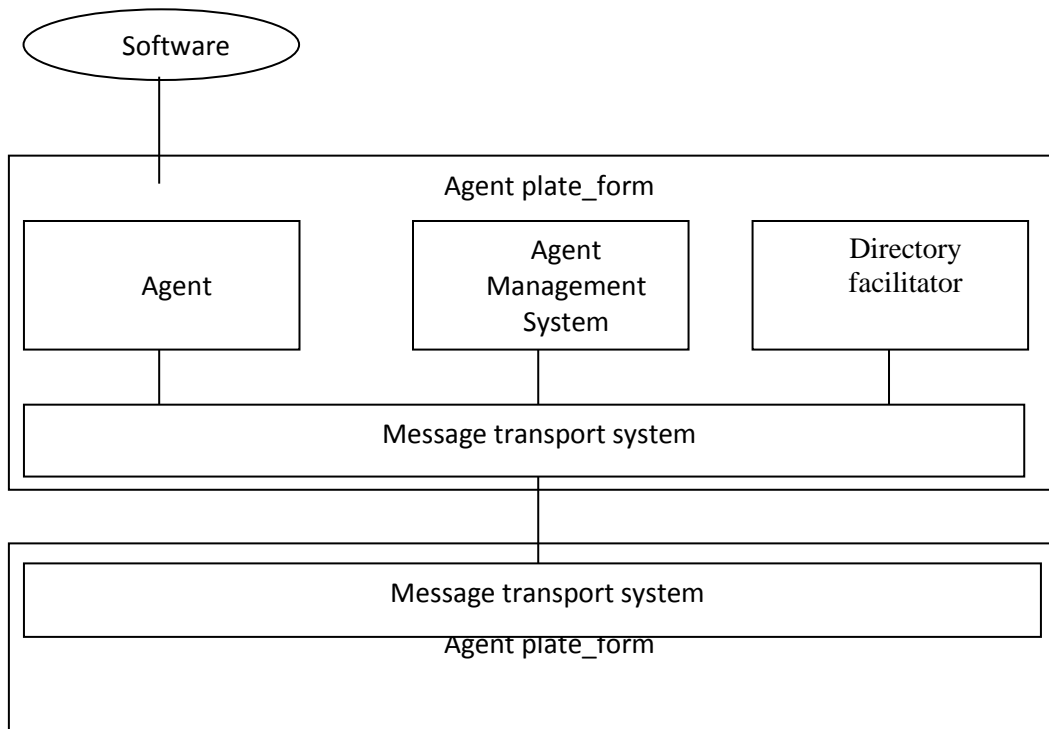 Software
Agent plate_form
Agent
Agent
Management
System
Directory
facilitator
Message transport system
Message transport system
Agent plate_form